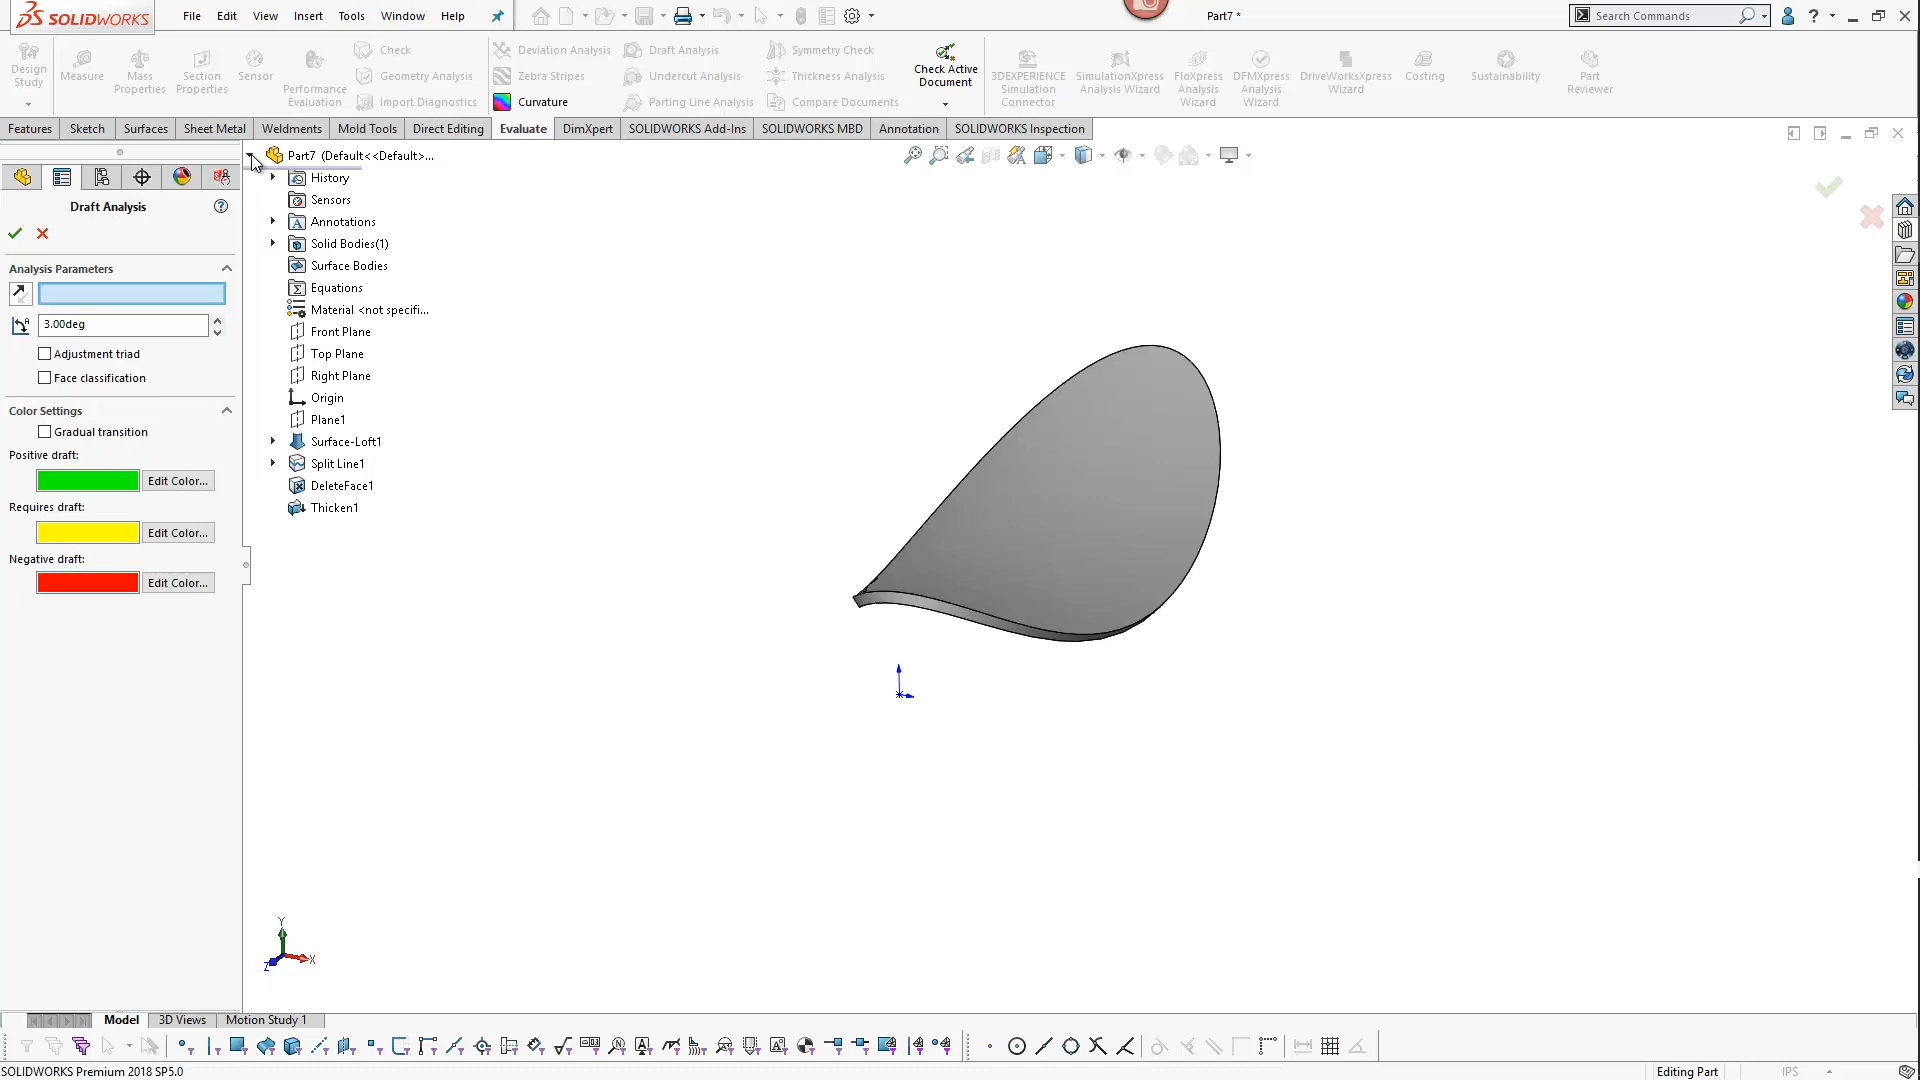 SOLIDWORKS
File Edit View Insert Tools Window Help
Part7 *
Search Commands
Design Study
Measure
Mass Properties
Section Properties
Sensor
Performance Evaluation
Check
Geometry Analysis
Import Diagnostics
Deviation Analysis
Zebra Stripes
Curvature
Draft Analysis
Undercut Analysis
Parting Line Analysis
Symmetry Check
Thickness Analysis
Compare Documents
Check Active Document
3DEXPERIENCE Simulation Connector
SimulationXpress Analysis Wizard
FloXpress Analysis Wizard
DFMXpress Analysis Wizard
DriveWorksXpress Wizard
Costing
Sustainability
Part Reviewer
Features Sketch Surfaces Sheet Metal Weldments Mold Tools Direct Editing Evaluate DimXpert SOLIDWORKS Add-Ins SOLIDWORKS MBD Annotation SOLIDWORKS Inspection
Draft Analysis
Analysis Parameters
3.00deg
Adjustment triad
Face classification
Color Settings
Gradual transition
Positive draft:
Edit Color...
Requires draft:
Edit Color...
Negative draft:
Edit Color...
Part7 (Default<<Default>...
History
Sensors
Annotations
Solid Bodies(1)
Surface Bodies
Equations
Material <not specifi...
Front Plane
Top Plane
Right Plane
Origin
Plane1
Surface-Loft1
Split Line1
DeleteFace1
Thicken1
Y
X
Z
Model 3D Views Motion Study 1
SOLIDWORKS Premium 2018 SP5.0
Editing Part
IPS